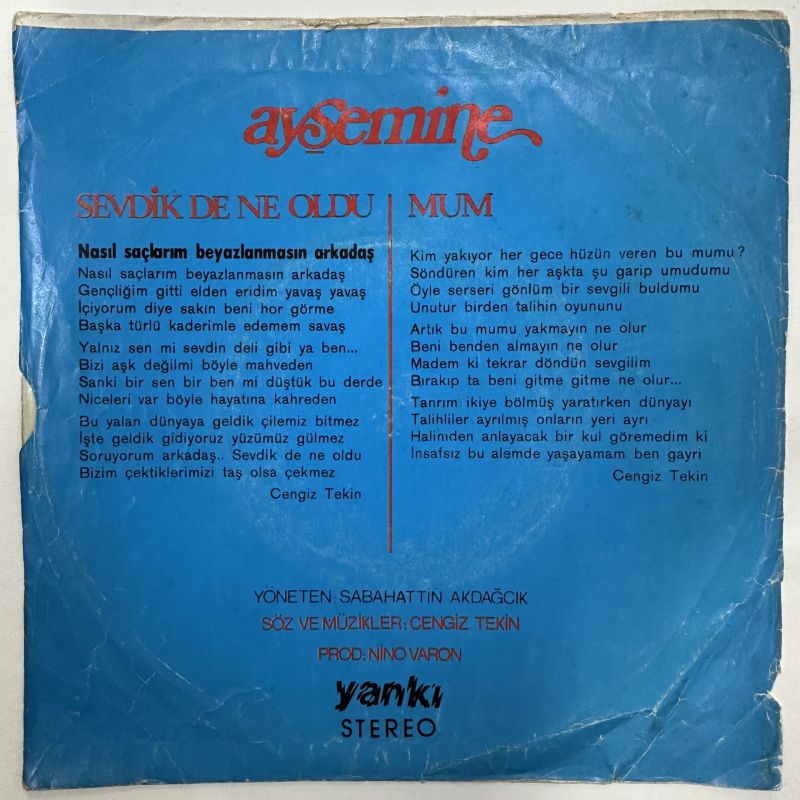 ayşemine
SEVDİK DE NE OLDU
Nasıl saçlarım beyazlanmasın arkadaş
Nasıl saçlarım beyazlanmasın arkadaş
Gençliğim gitti elden eridim yavaş yavaş
İçiyorum diye sakın beni hor görme
Başka türlü kaderimle edemem savaş
Yalnız sen mi sevdin deli gibi ya ben...
Bizi aşk değilmi böyle mahveden
Sanki bir sen bir ben mi düştük bu derde
Niceleri var böyle hayatına kahreden
Bu yalan dünyaya geldik çilemiz bitmez
İşte geldik gidiyoruz yüzümüz gülmez
Soruyorum arkadaş.. Sevdik de ne oldu
Bizim çektiklerimizi taş olsa çekmez
Cengiz Tekin
MUM
Kim yakıyor her gece hüzün veren bu mumu?
Söndüren kim her aşkta şu garip umudumu
Öyle serseri gönlüm bir sevgili buldumu
Unutur birden talihin oyununu
Artık bu mumu yakmayın ne olur
Beni benden almayın ne olur
Madem ki tekrar döndün sevgilim
Bırakıp ta beni gitme gitme ne olur...
Tanrım ikiye bölmüş yaratırken dünyayı
Talihliler ayrılmış onların yeri ayrı
Halimden anlayacak bir kul göremedim ki
İnsafsız bu alemde yaşayamam ben gayri
Cengiz Tekin
YÖNETEN: SABAHATTİN AKDAĞCIK
SÖZ VE MÜZİKLER: CENGİZ TEKİN
PROD: NİNO VARON
yankı
STEREO